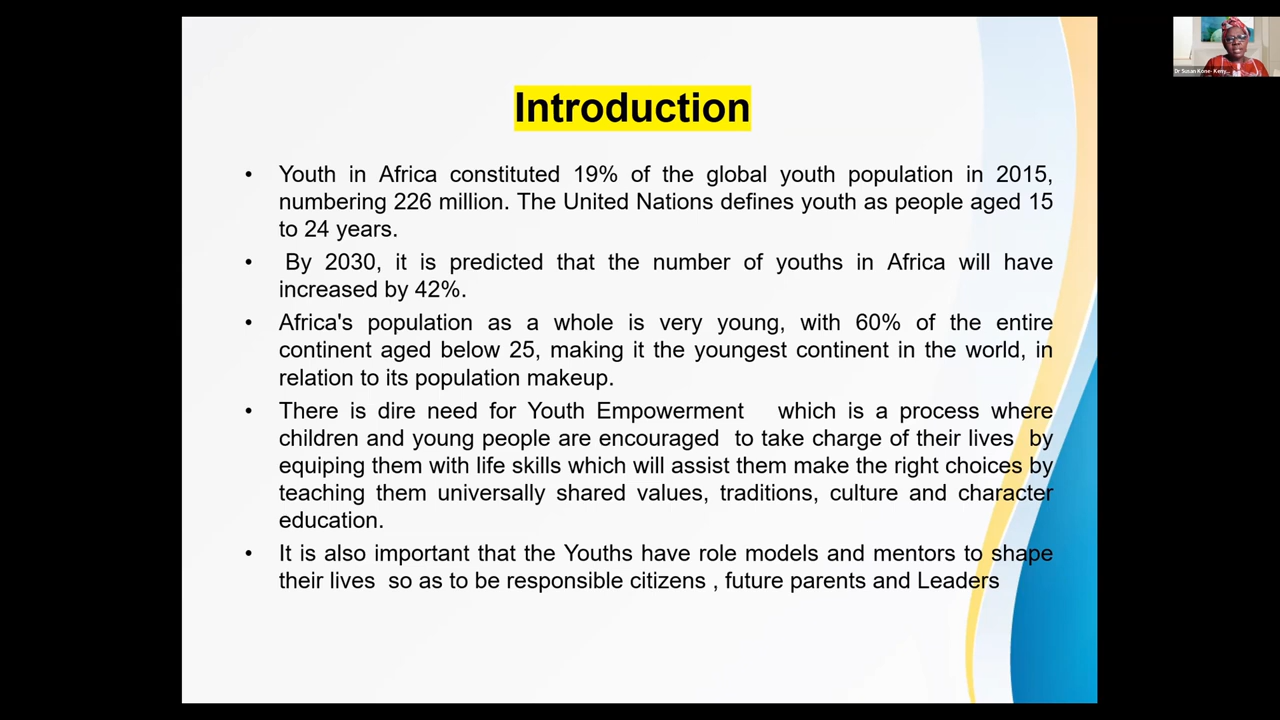 Introduction
• Youth in Africa constituted 19% of the global youth population in 2015,
numbering 226 million. The United Nations defines youth as people aged 15
to 24 years.
• By 2030, it is predicted that the number of youths in Africa will have
increased by 42%.
• Africa's population as a whole is very young, with 60% of the entire
continent aged below 25, making it the youngest continent in the world, in
relation to its population makeup.
• There is dire need for Youth Empowerment which is a process where
children and young people are encouraged to take charge of their lives by
equiping them with life skills which will assist them make the right choices by
teaching them universally shared values, traditions, culture and character
education.
• It is also important that the Youths have role models and mentors to shape
their lives so as to be responsible citizens , future parents and Leaders
Dr Susan Kone- Keny...